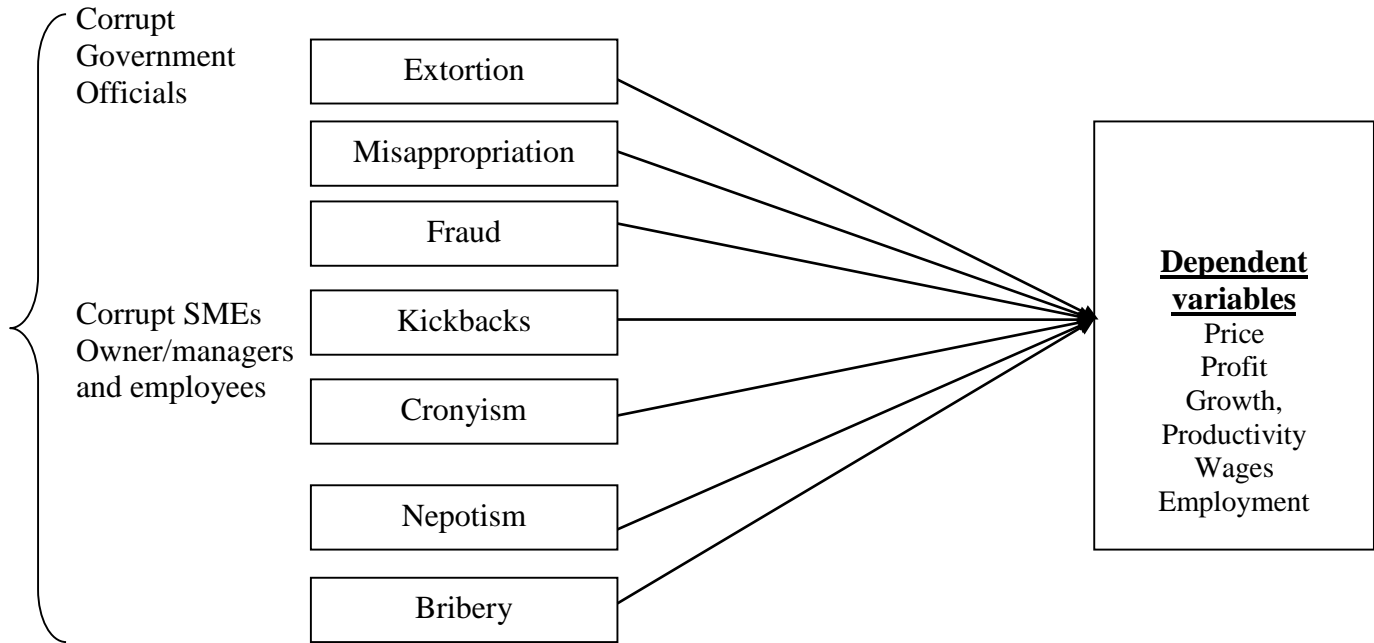 Corrupt
Government
Officials
Extortion
Misappropriation
Fraud
Corrupt SMEs
Owner/managers
and employees
Kickbacks
Cronyism
Nepotism
Bribery
Dependent
variables
Price
Profit
Growth,
Productivity
Wages
Employment